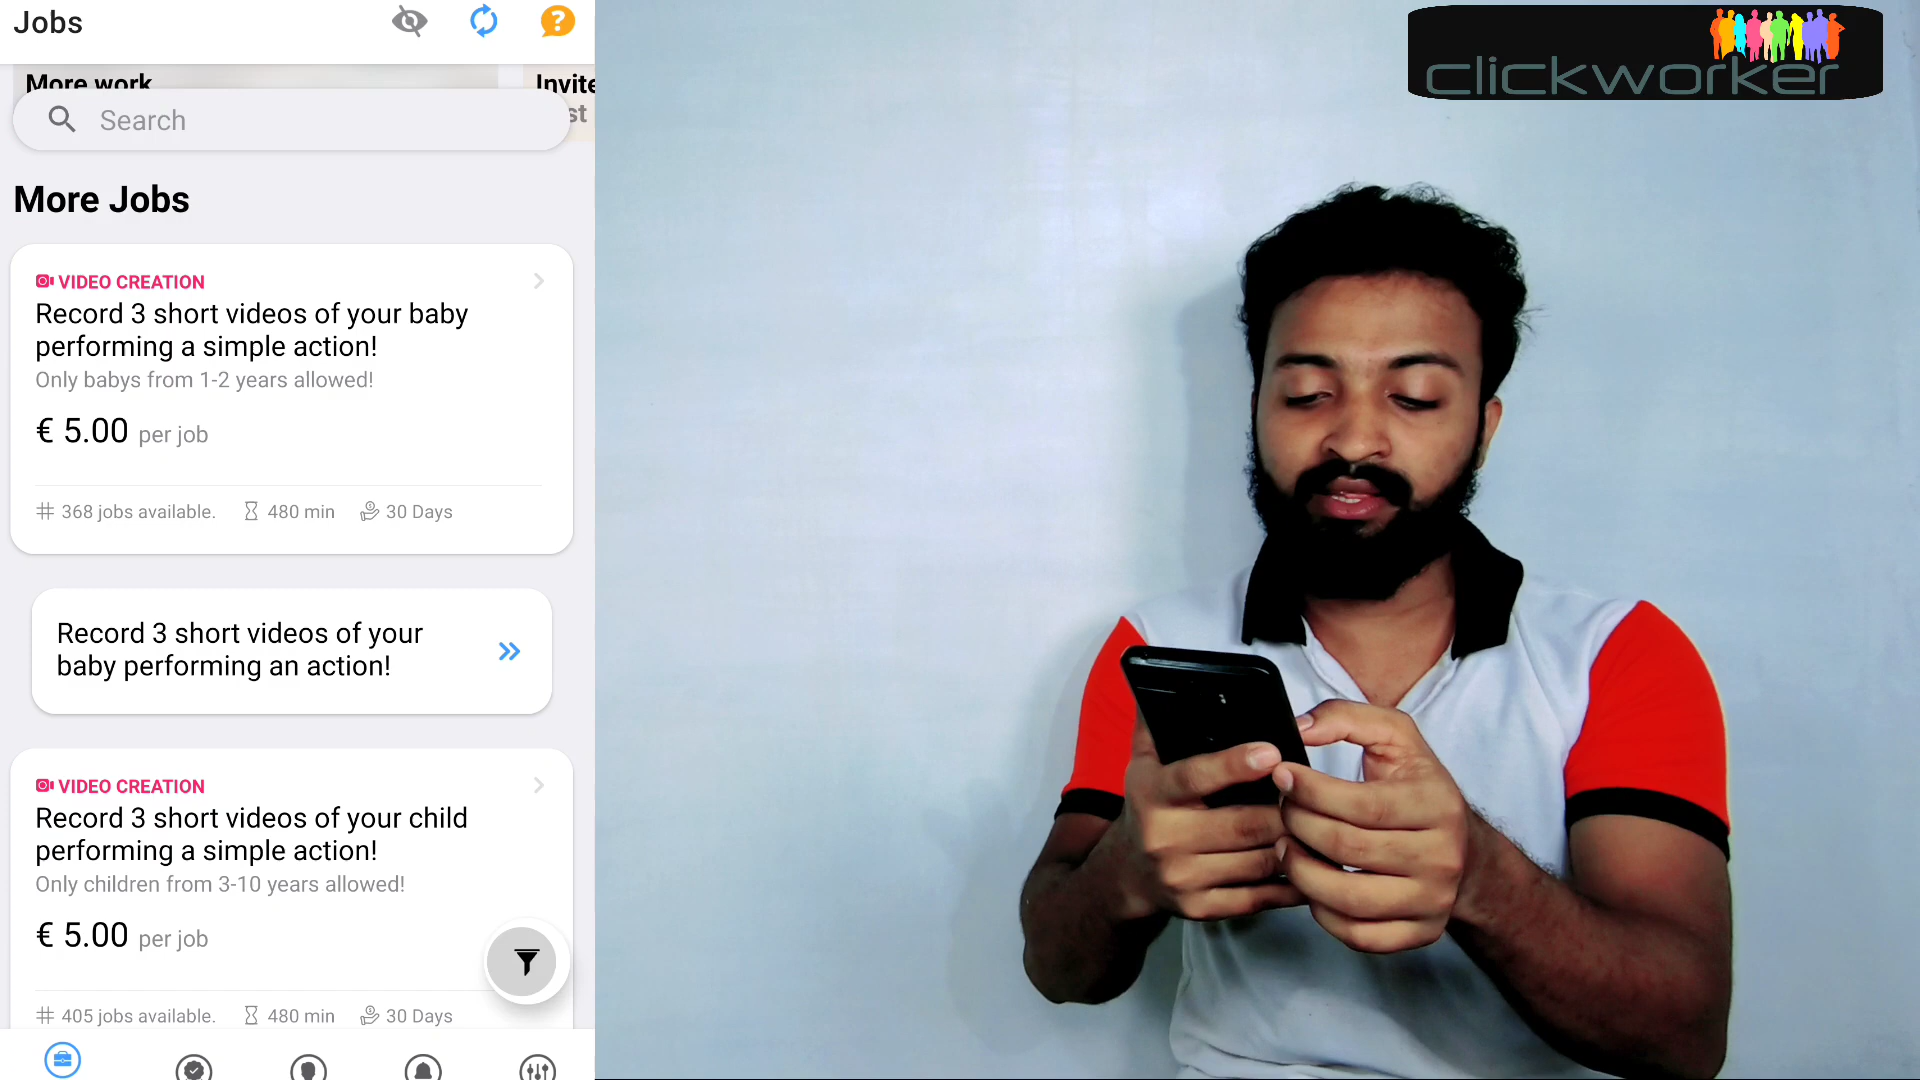 Jobs
?
More work
Invite
st
Search
More Jobs
VIDEO CREATION
Record 3 short videos of your baby
performing a simple action!
Only babys from 1-2 years allowed!
€ 5.00 per job
368 jobs available. 480 min 30 Days
Record 3 short videos of your
baby performing an action!
VIDEO CREATION
Record 3 short videos of your child
performing a simple action!
Only children from 3-10 years allowed!
€ 5.00 per job
405 jobs available. 480 min 30 Days
clickworker